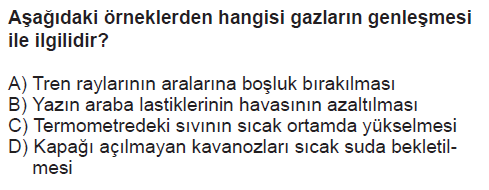 Aşağıdaki örneklerden hangisi gazların genleşmesi
ile ilgilidir?
A) Tren raylarının aralarına boşluk bırakılması
B) Yazın araba lastiklerinin havasının azaltılması
C) Termometredeki sıvının sıcak ortamda yükselmesi
D) Kapağı açılmayan kavanozları sıcak suda bekletil-
mesi